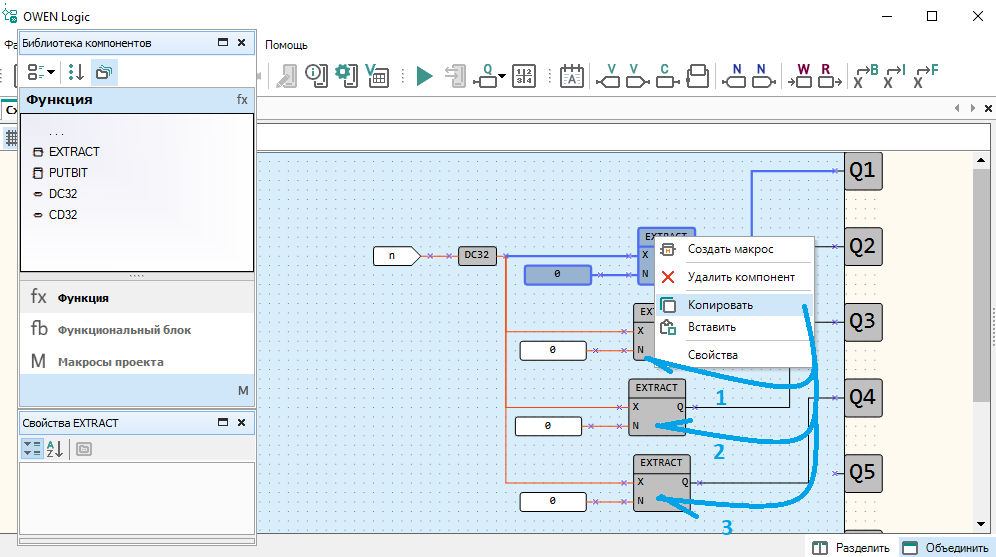 OWEN Logic
Библиотека компонентов
Помощь
Q
V
V
C
N
N
W
R
B
I
F
Функция fx
...
EXTRACT
PUTBIT
DC32
CD32
fx Функция
fb Функциональный блок
M Макросы проекта
M
Свойства EXTRACT
n
DC32
EXTRACT
X
N
0
X
N
0
EXTRACT
X Q
N
0
EXTRACT
X Q
N
0
Создать макрос
Удалить компонент
Копировать
Вставить
Свойства
1
2
3
Q1
Q2
Q3
Q4
Q5
Разделить
Объединить